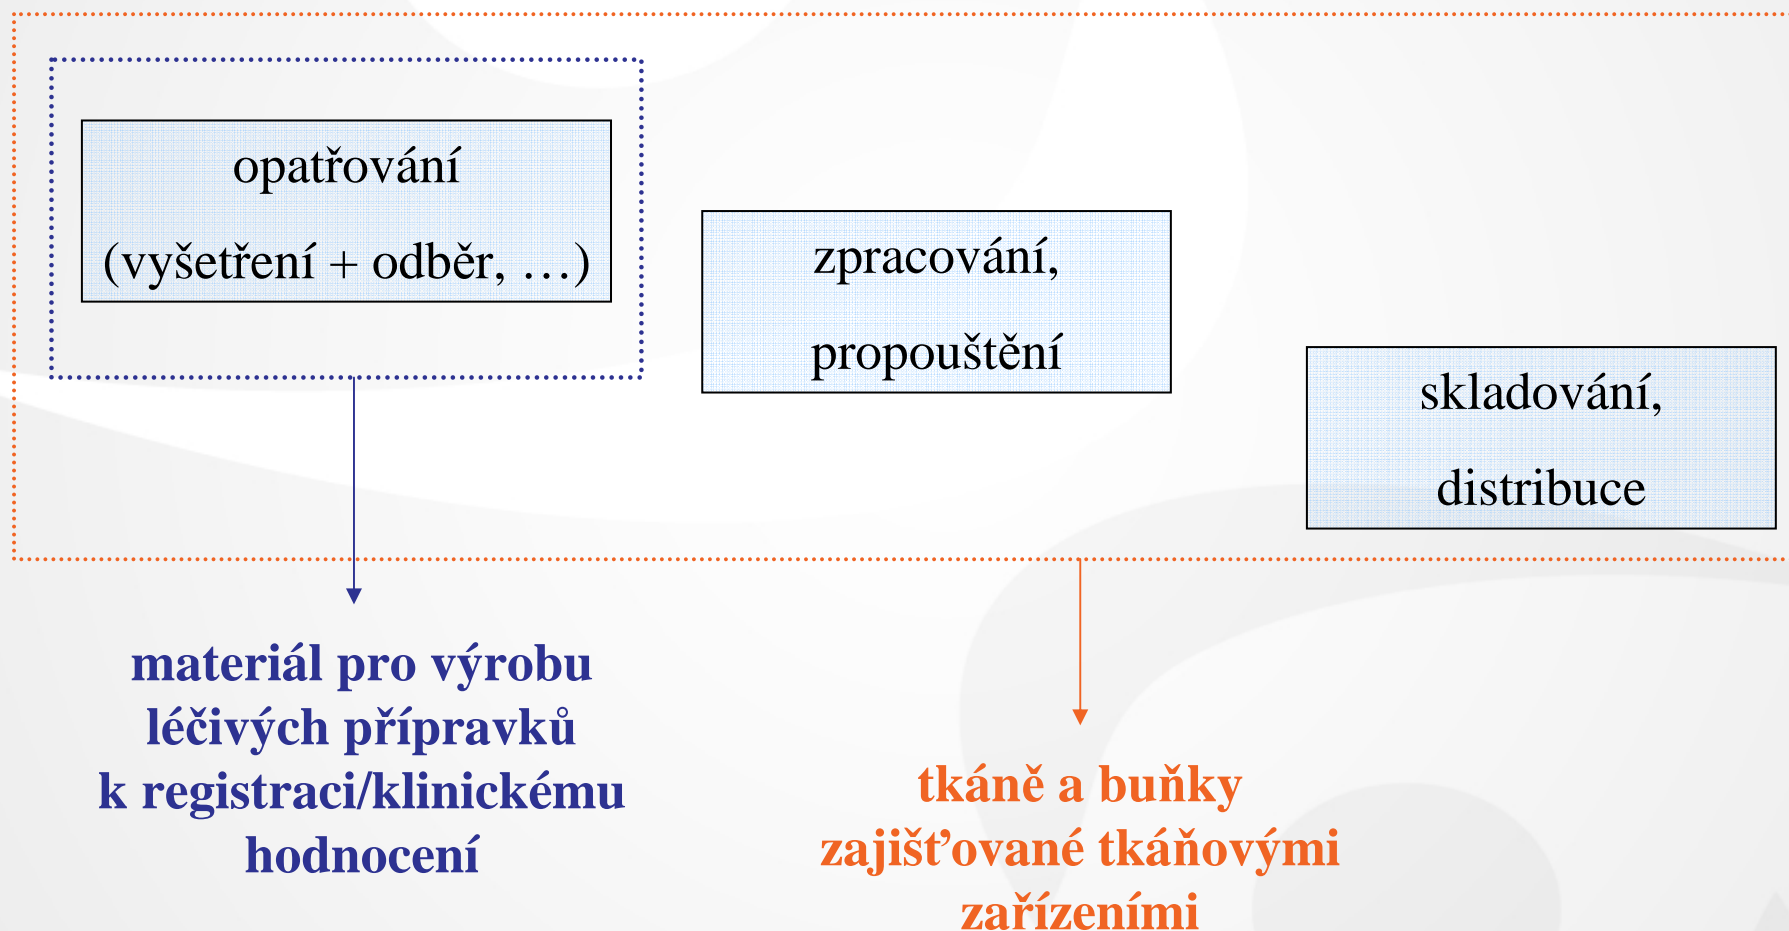 opatřování
(vyšetření + odběr, …)
zpracování,
propouštění
skladování,
distribuce
materiál pro výrobu
léčivých přípravků
k registraci/klinickému
hodnocení
tkáně a buňky
zajišťované tkáňovými
zařízeními